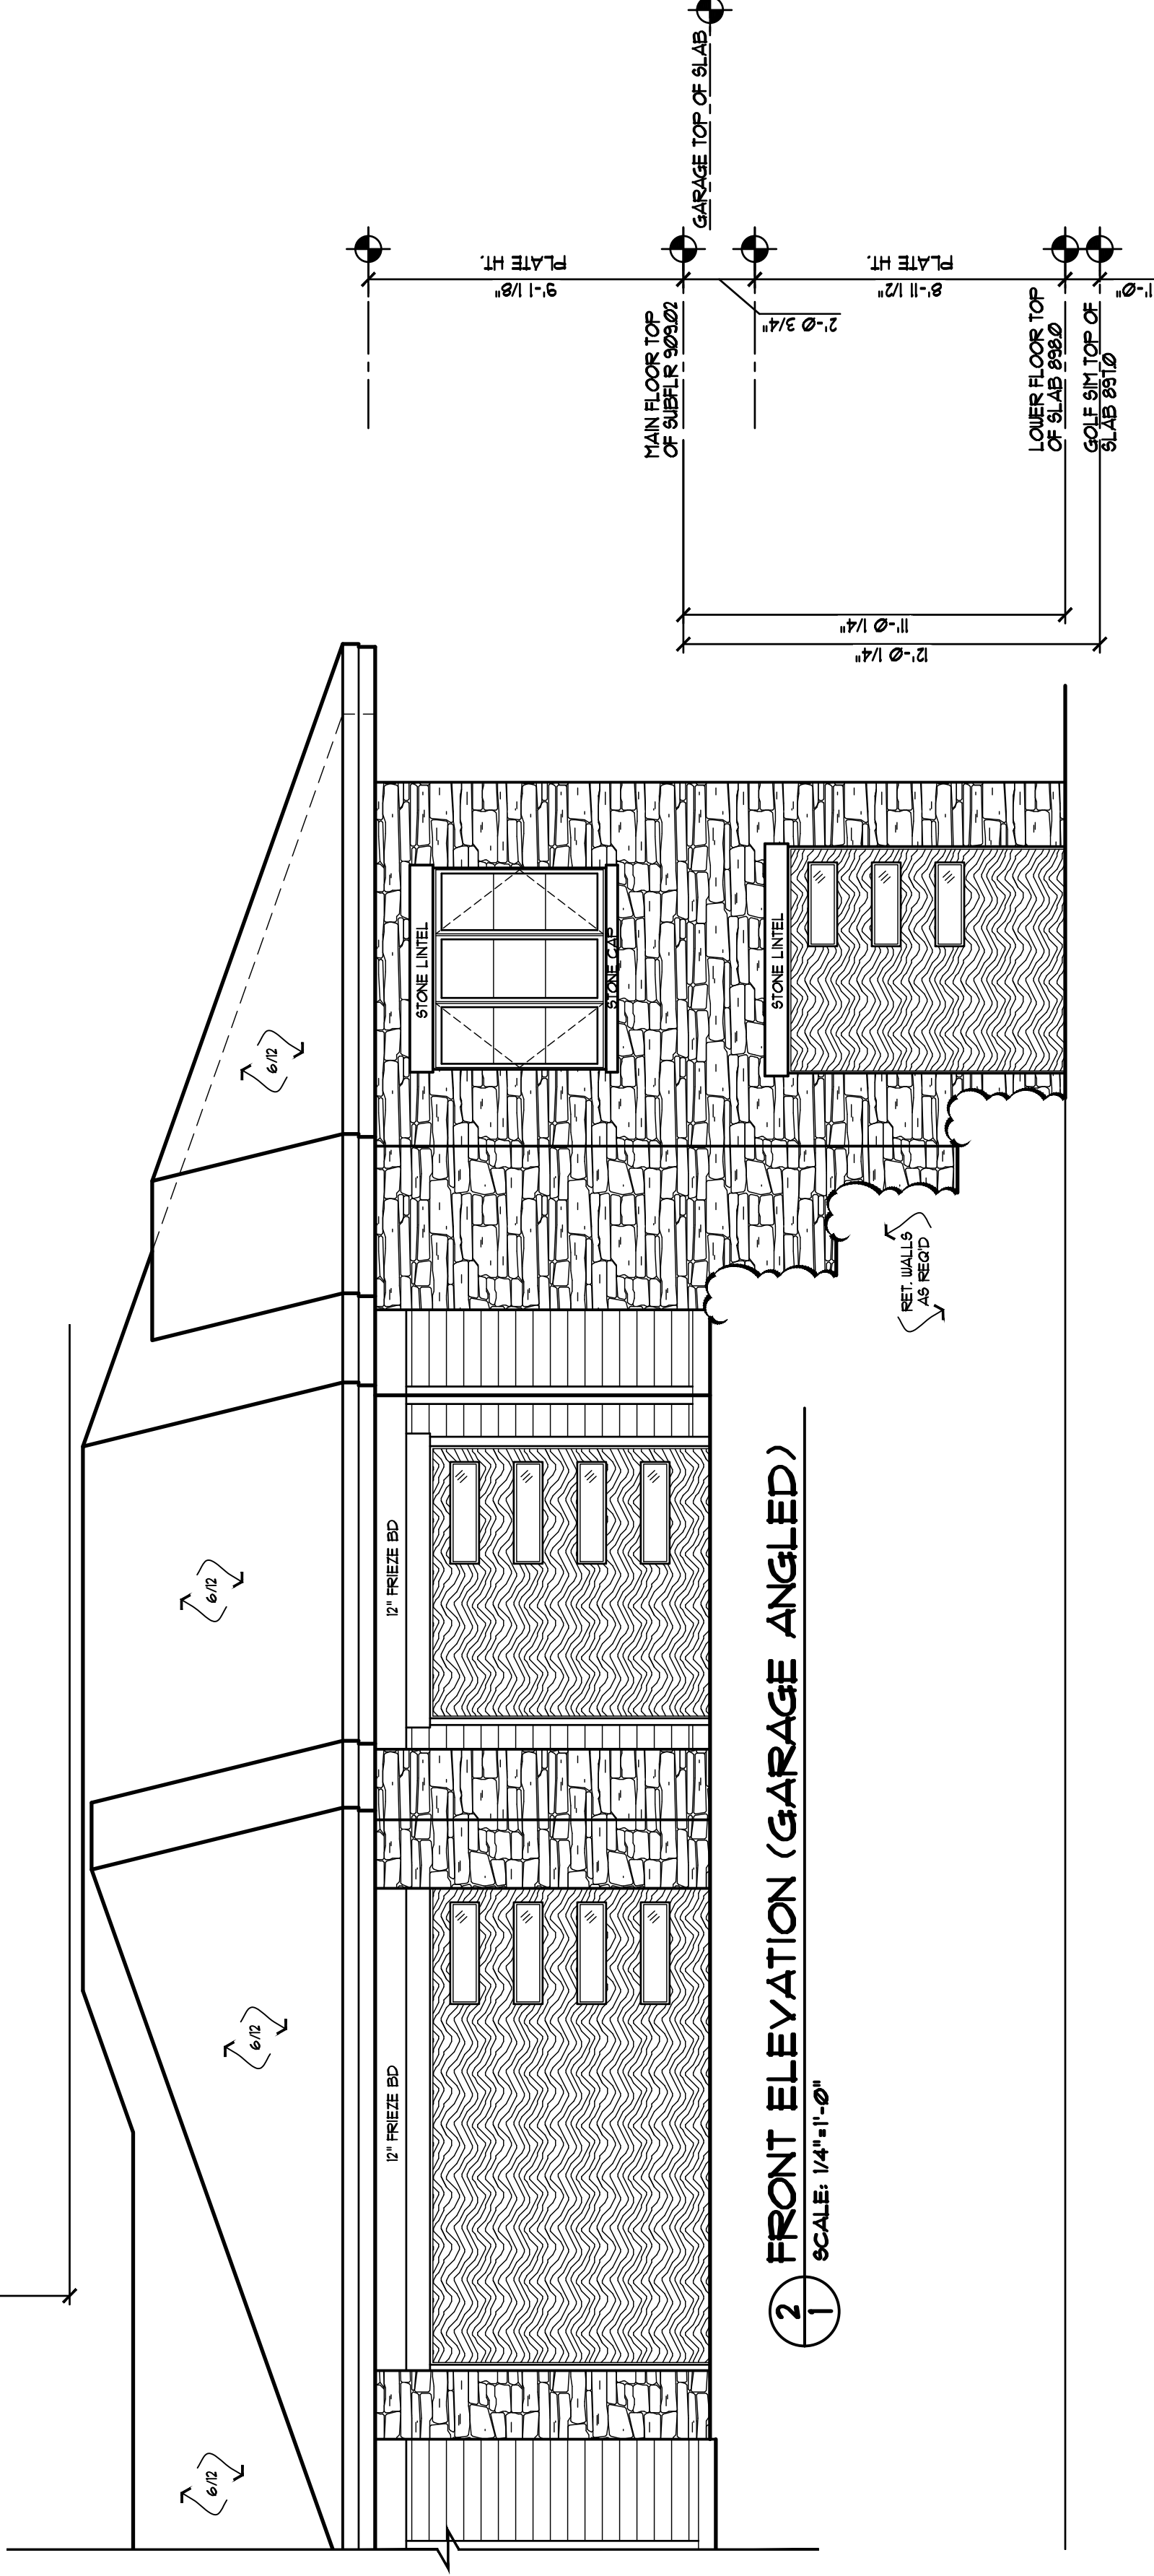 6/12
6/12
6/12
6/12
12" FRIEZE BD
12" FRIEZE BD
STONE LINTEL
STONE CAP
STONE LINTEL
RET. WALLS
AS REQ'D
9'-1 1/8"
PLATE HT.
MAIN FLOOR TOP
OF SUBFLR 909.02
GARAGE TOP OF SLAB
2'-0 3/4"
8'-11 1/2"
PLATE HT.
LOWER FLOOR TOP
OF SLAB 898.0
GOLF SIM TOP OF
SLAB 897.0
1'-0"
11'-0 1/4"
12'-0 1/4"
2
1
FRONT ELEVATION (GARAGE ANGLED)
SCALE: 1/4"=1'-0"